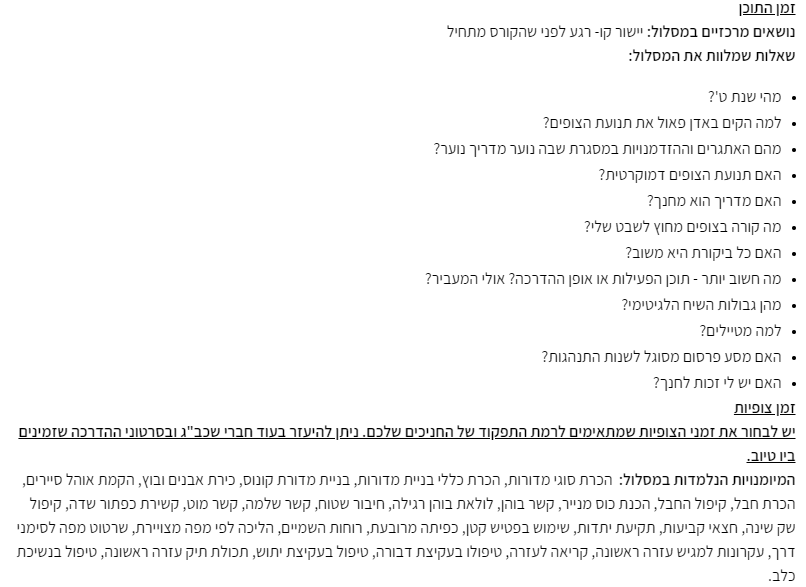 זמן התוכן
נושאים מרכזיים במסלול: יישור קו- רגע לפני שהקורס מתחיל
שאלות שמלוות את המסלול:
• מהי שנת ט'?
• למה הקים באדן פאול את תנועת הצופים?
• מהם האתגרים וההזדמנויות במסגרת שבה נוער מדריך נוער?
• האם תנועת הצופים דמוקרטית?
• האם מדריך הוא מחנך?
• מה קורה בצופים מחוץ לשבט שלי?
• האם כל ביקורת היא משוב?
• מה חשוב יותר - תוכן הפעילות או אופן ההדרכה? אולי המעביר?
• מהן גבולות השיח הלגיטימי?
• למה מטיילים?
• האם מסע פרסום מסוגל לשנות התנהגות?
• האם יש לי זכות לחנך?
זמן צופיות
יש לבחור את זמני הצופיות שמתאימים לרמת התפקוד של החניכים שלכם. ניתן להיעזר בעוד חברי שכב"ג ובסרטוני ההדרכה שזמינים
ביו טיוב.
המיומנויות הנלמדות במסלול: הכרת סוגי מדורות, הכרת כללי בניית מדורות, בניית מדורת קונוס, כירת אבנים ובוץ, הקמת אוהל סיירים,
הכרת חבל, קיפול החבל, הכנת כוס מנייר, קשר בוהן, לולאת בוהן רגילה, חיבור שטוח, קשר שלמה, קשר מוט, קשירת כפתור שדה, קיפול
שק שינה, חצאי קביעות, תקיעת יתדות, שימוש בפטיש קטן, כפיתה מרובעת, רוחות השמיים, הליכה לפי מפה מצויירת, שרטוט מפה לסימני
דרך, עקרונות למגיש עזרה ראשונה, קריאה לעזרה, טיפולו בעקיצת דבורה, טיפול בעקיצת יתוש, תכולת תיק עזרה ראשונה, טיפול בנשיכת
כלב.